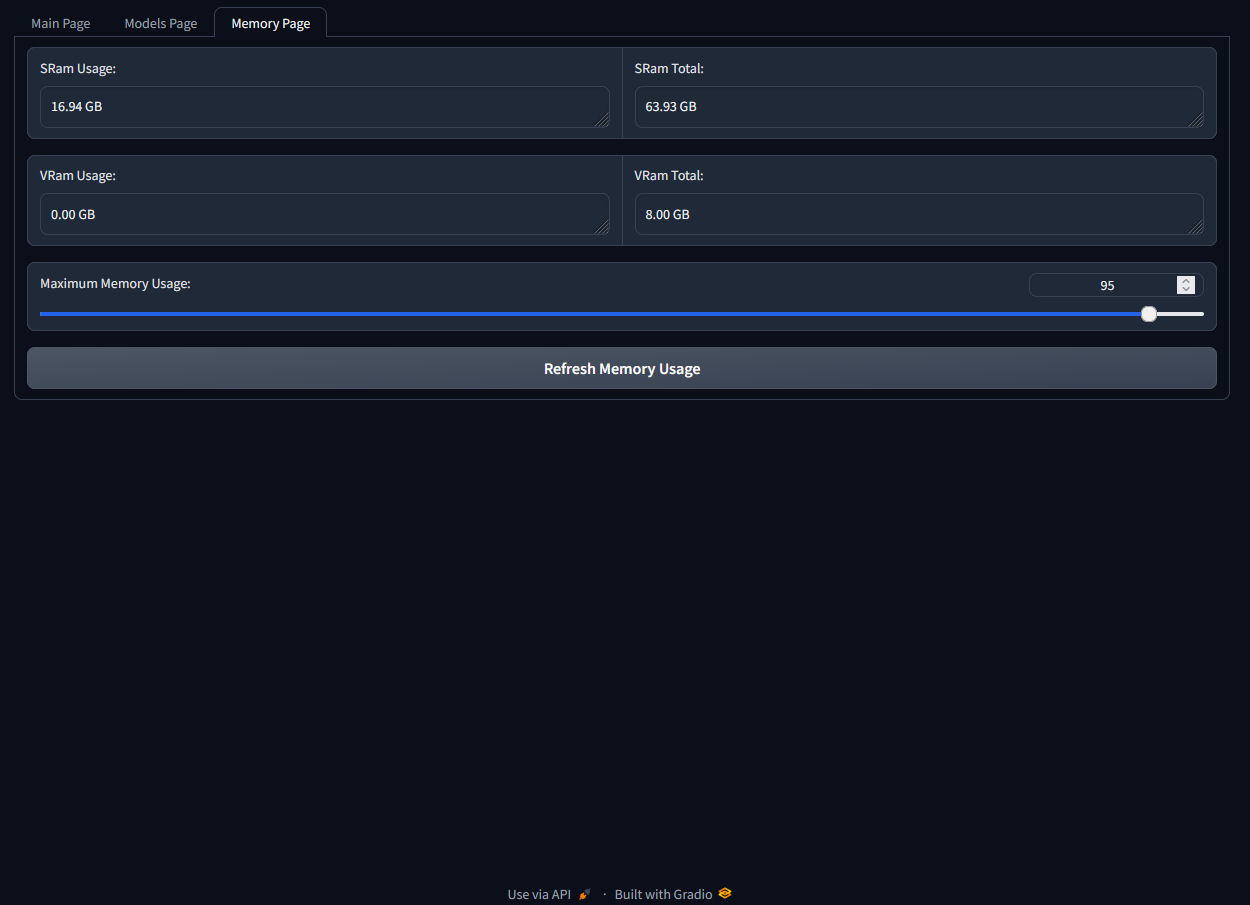 Main Page Models Page Memory Page
SRam Usage: SRam Total:
16.94 GB 63.93 GB
VRam Usage: VRam Total:
0.00 GB 8.00 GB
Maximum Memory Usage: 95
Refresh Memory Usage
Use via API · Built with Gradio